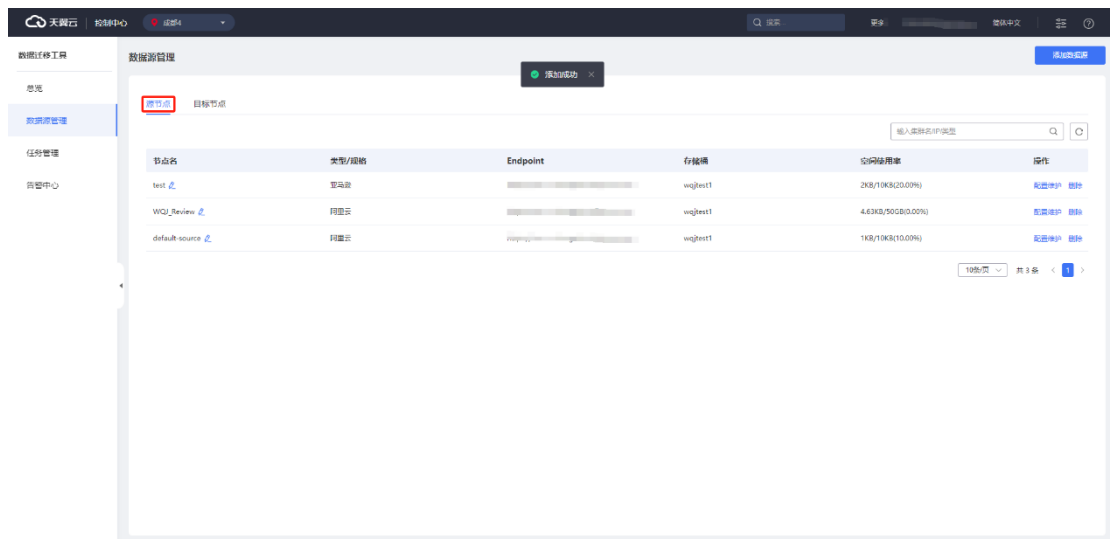 天翼云 控制中心 成都4 搜索... 更多 简体中文
数据迁移工具
总览
数据源管理
任务管理
告警中心
数据源管理
添加数据源
添加成功
源节点 目标节点
输入集群名/IP/类型
节点名 类型/规格 Endpoint 存储桶 空间使用率 操作
test 亚马逊 wqjtest1 2KB/10KB(20.00%) 配置维护 删除
WQJ_Review 阿里云 wqjtest1 4.63KB/50GB(0.00%) 配置维护 删除
default-source 阿里云 wqjtest1 1KB/10KB(10.00%) 配置维护 删除
10条/页 共 3 条 < 1 >